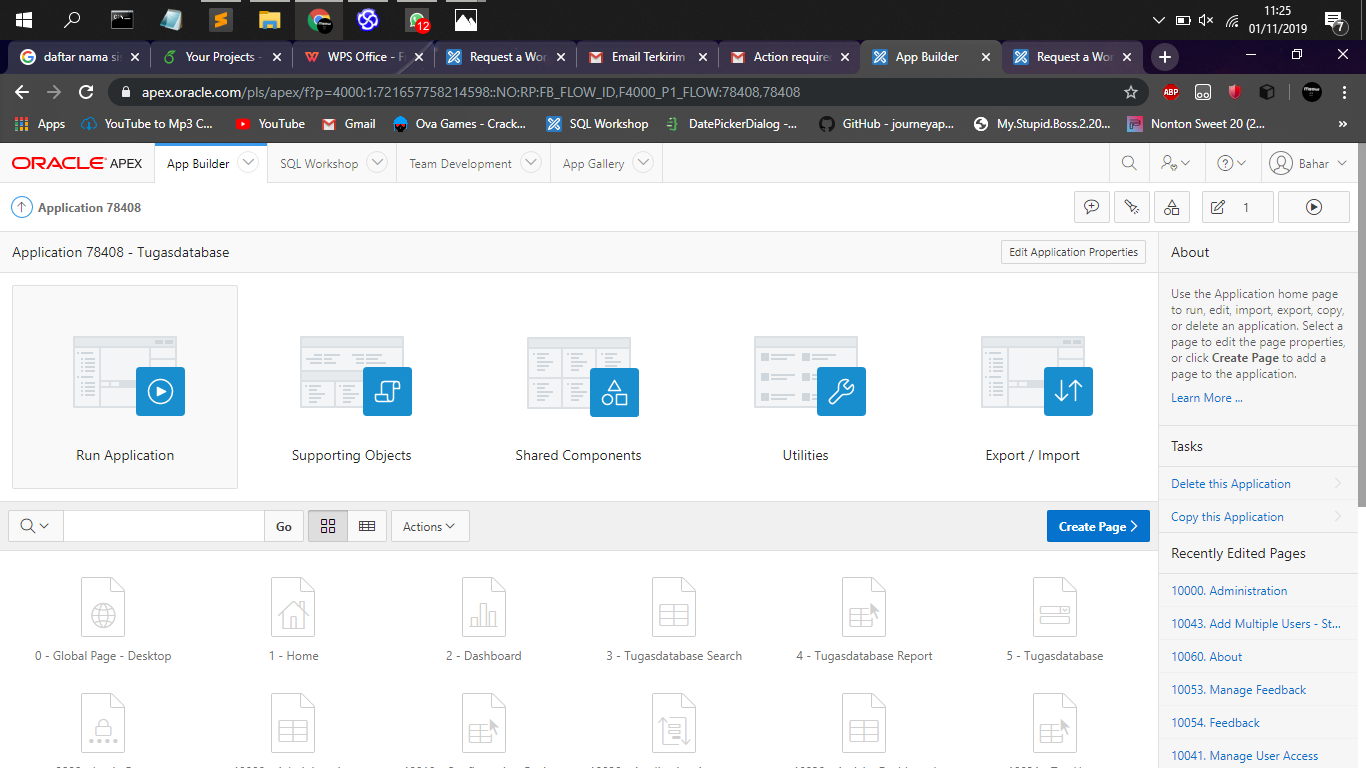 12
11:25
01/11/2019
7
daftar nama si
Your Projects -
WPS Office - F
Request a Wor
Email Terkirim
Action require
App Builder
Request a Wor
apex.oracle.com/pls/apex/f?p=4000:1:721657758214598::NO:RP:FB_FLOW_ID,F4000_P1_FLOW:78408,78408
ABP
Apps
YouTube to Mp3 C...
YouTube
Gmail
Ova Games - Crack...
SQL Workshop
DatePickerDialog -...
GitHub - journeyap...
My.Stupid.Boss.2.20...
Nonton Sweet 20 (2...
»
ORACLE APEX
App Builder
SQL Workshop
Team Development
App Gallery
Bahar
Application 78408
1
Application 78408 - Tugasdatabase
Edit Application Properties
Run Application
Supporting Objects
Shared Components
Utilities
Export / Import
Go
Actions
Create Page
0 - Global Page - Desktop
1 - Home
2 - Dashboard
3 - Tugasdatabase Search
4 - Tugasdatabase Report
5 - Tugasdatabase
About
Use the Application home page
to run, edit, import, export, copy,
or delete an application. Select a
page to edit the page properties,
or click Create Page to add a
page to the application.
Learn More ...
Tasks
Delete this Application
Copy this Application
Recently Edited Pages
10000. Administration
10043. Add Multiple Users - St...
10060. About
10053. Manage Feedback
10054. Feedback
10041. Manage User Access